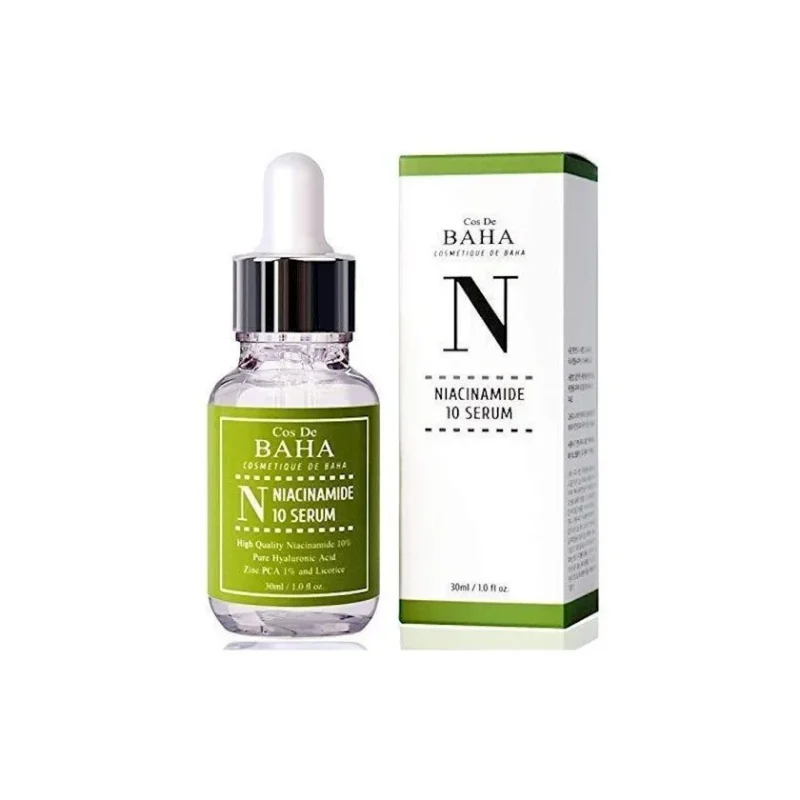 Cos De
BAHA
COSMETIQUE DE BAHA
N
NIACINAMIDE
10 SERUM
High Quality Niacinamide 10%
Pure Hyaluronic Acid
Zinc PCA 1% and Licorice
30ml / 1.0 fl oz.
Cos De
BAHA
COSMETIQUE DE BAHA
N
NIACINAMIDE
10 SERUM
30ml / 1.0 fl oz.